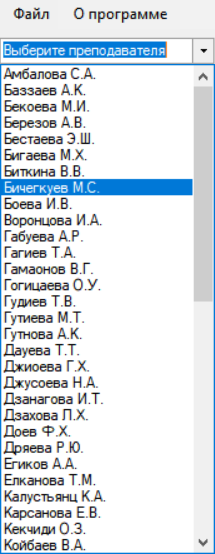 Файл О программе
Выберите преподавателя
Амбалова С.А.
Баззаев А.К.
Бекоева М.И.
Березов А.В.
Бестаева Э.Ш.
Бигаева М.Х.
Биткина В.В.
Бичегкуев М.С.
Боева И.В.
Воронцова И.А.
Габуева А.Р.
Гагиев Т.А.
Гамаонов В.Г.
Гогицаева О.У.
Гудиев Т.В.
Гутиева М.Т.
Гутнова А.К.
Дауева Т.Т.
Джиоева Г.Х.
Джусоева Н.А.
Дзанагова И.Т.
Дзахова Л.Х.
Доев Ф.Х.
Дряева Р.Ю.
Егиков А.А.
Елканова Т.М.
Калустьянц К.А.
Карсанова Е.В.
Кекчиди О.З.
Койбаев В.А.